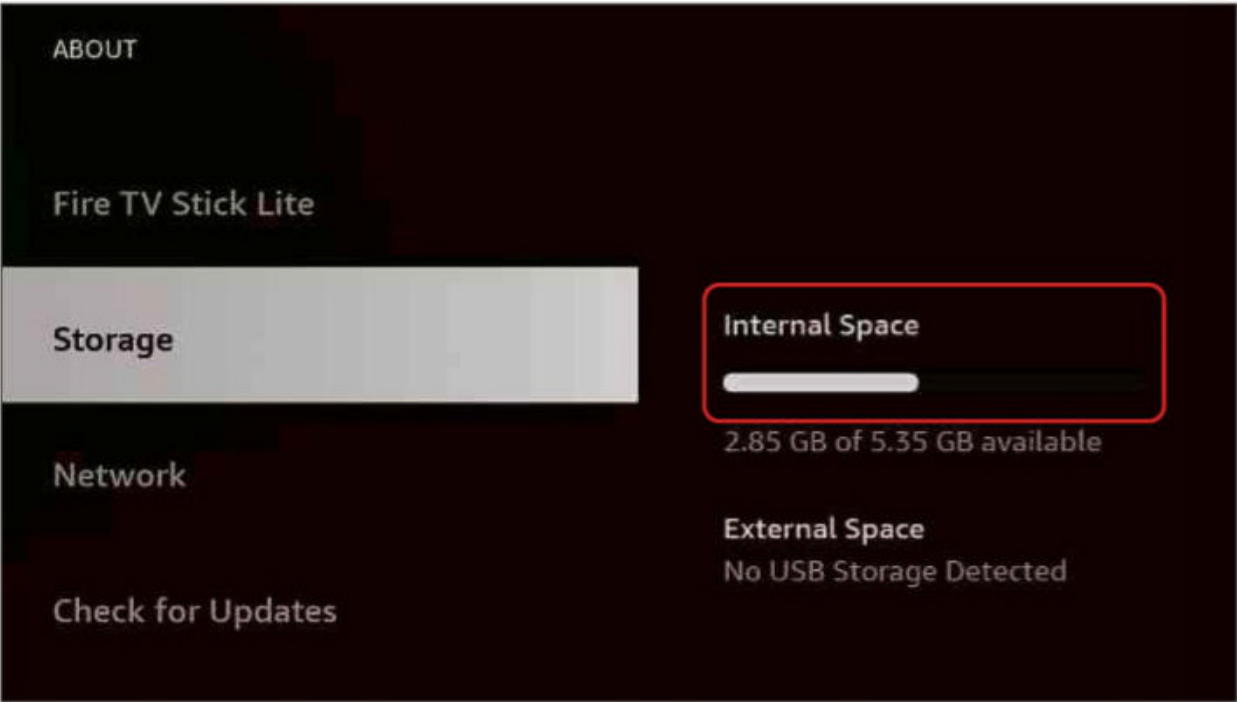 ABOUT
Fire TV Stick Lite
Storage
Network
Check for Updates
Internal Space
2.85 GB of 5.35 GB available
External Space
No USB Storage Detected